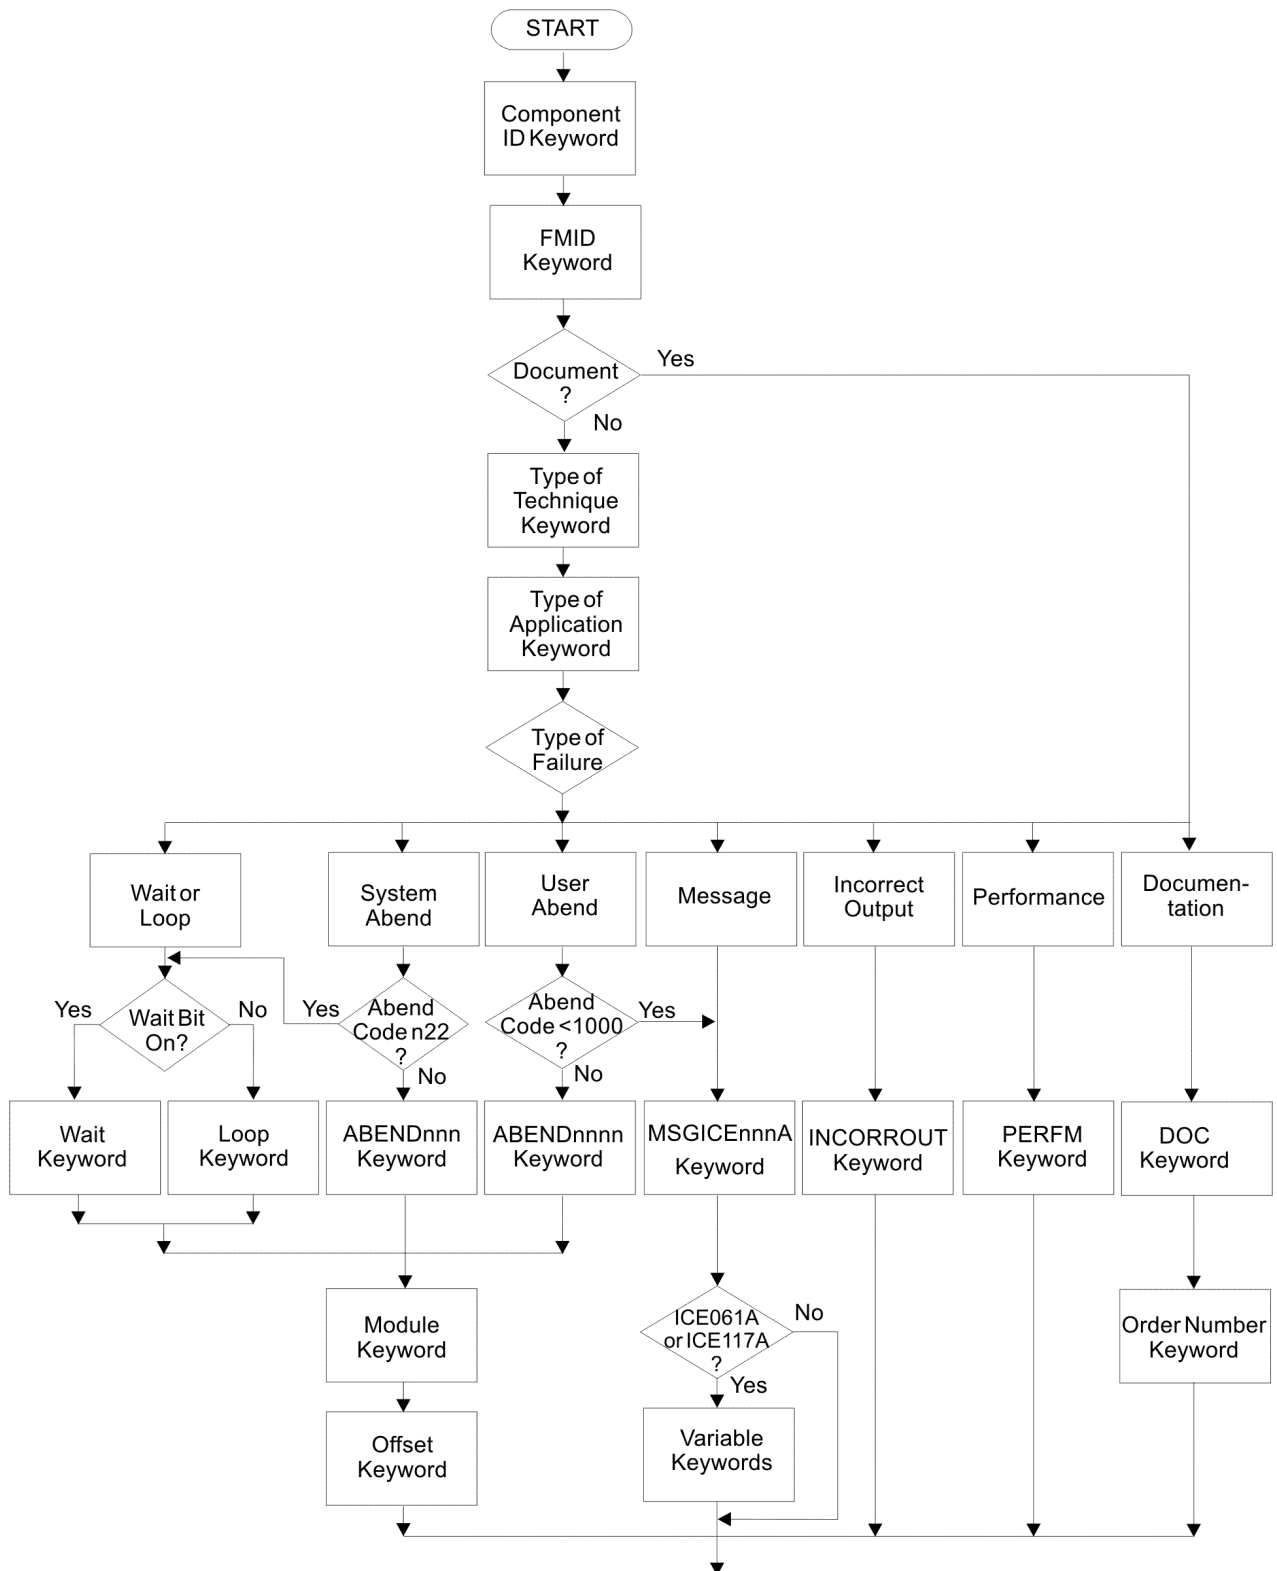 START
Component
ID Keyword
FMID
Keyword
Document
?
Yes
No
Type of
Technique
Keyword
Type of
Application
Keyword
Type of
Failure
Wait or
Loop
System
Abend
User
Abend
Message
Incorrect
Output
Performance
Documen-
tation
Yes
Wait Bit
On?
No
Yes
Abend
Code n22
?
No
Abend
Code <1000
?
Yes
No
Wait
Keyword
Loop
Keyword
ABENDnnn
Keyword
ABENDnnnn
Keyword
MSGICEnnnA
Keyword
INCORROUT
Keyword
PERFM
Keyword
DOC
Keyword
Module
Keyword
ICE061A
or ICE117A
?
No
Yes
Order Number
Keyword
Offset
Keyword
Variable
Keywords